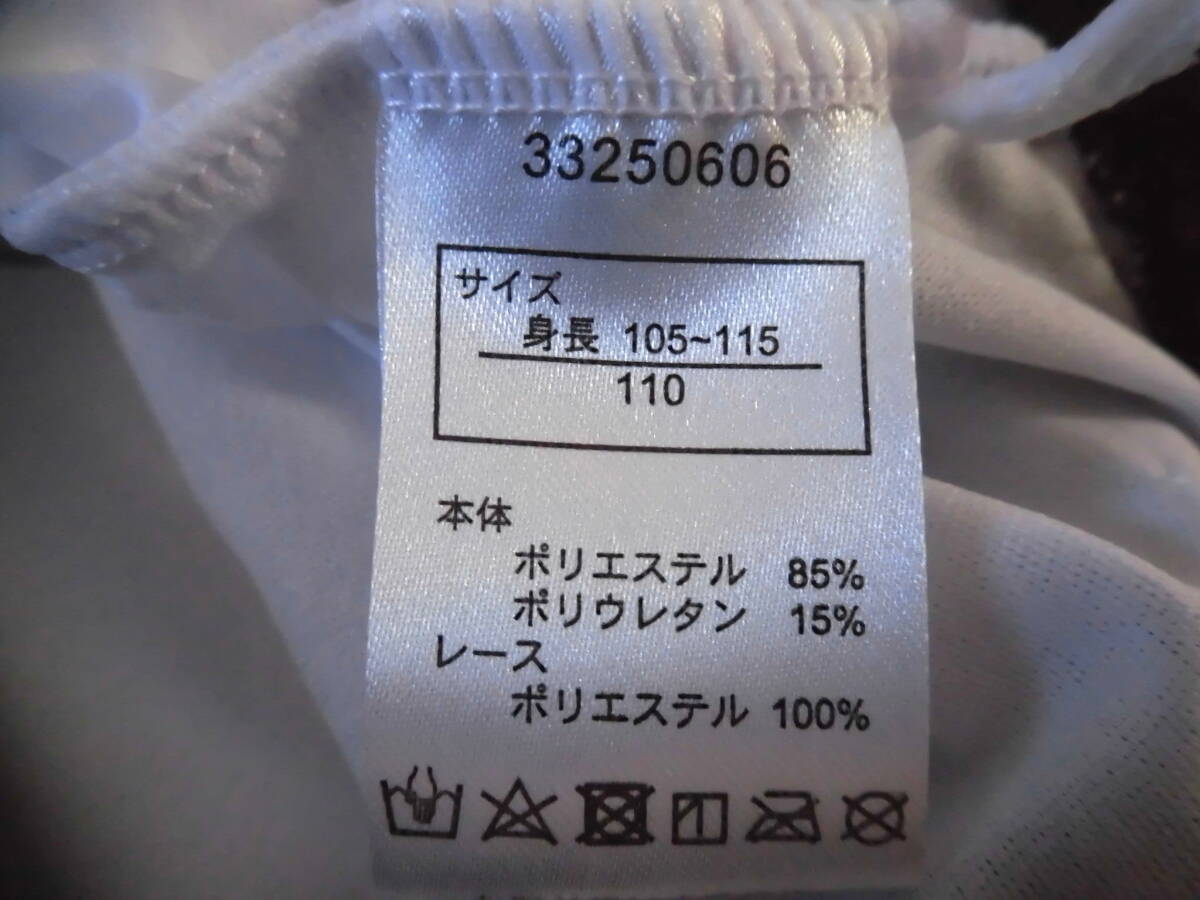 33250606
サイズ
身長 105~115
110
本体
ポリエステル 85%
ポリウレタン 15%
レース
ポリエステル 100%